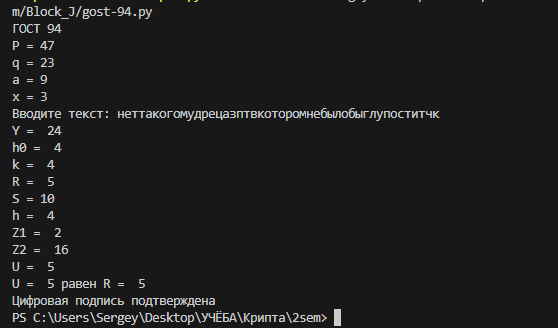 m/Block_J/gost-94.py
ГОСТ 94
P = 47
q = 23
a = 9
x = 3
Вводите текст: неттакогомудрецазптвкоторомнебылобыглупоститчк
Y =  24
h0 =  4
k =  4
R =  5
S = 10
h =  4
Z1 =  2
Z2 =  16
U =  5
U =  5 равен R =  5
Цифровая подпись подтверждена
PS C:\Users\Sergey\Desktop\УЧЁБА\Крипта\2sem>